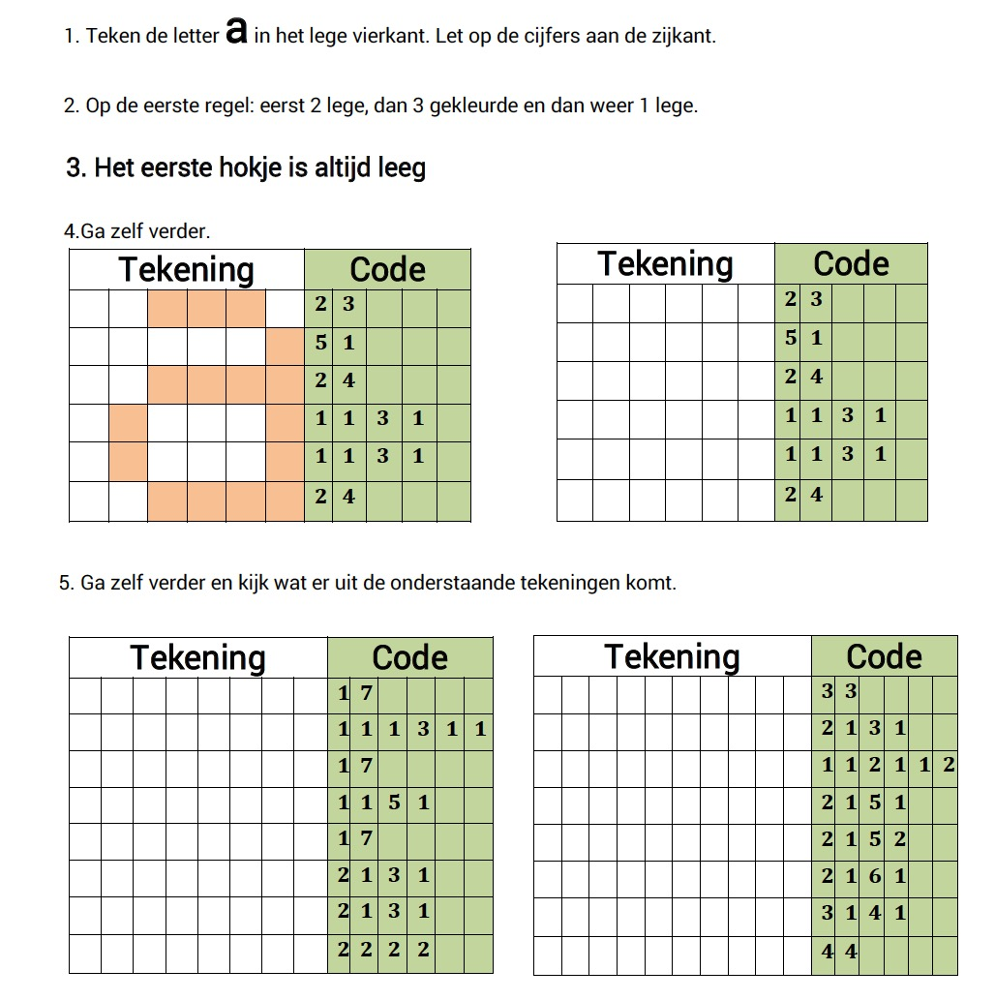 1. Teken de letter a in het lege vierkant. Let op de cijfers aan de zijkant.
2. Op de eerste regel: eerst 2 lege, dan 3 gekleurde en dan weer 1 lege.
3. Het eerste hokje is altijd leeg
4.Ga zelf verder.
Tekening Code
2 3
5 1
2 4
1 1 3 1
1 1 3 1
2 4
Tekening Code
2 3
5 1
2 4
1 1 3 1
1 1 3 1
2 4
5. Ga zelf verder en kijk wat er uit de onderstaande tekeningen komt.
Tekening Code
1 7
1 1 1 3 1 1
1 7
1 1 5 1
1 7
2 1 3 1
2 1 3 1
2 2 2 2
Tekening Code
3 3
2 1 3 1
1 1 2 1 1 2
2 1 5 1
2 1 5 2
2 1 6 1
3 1 4 1
4 4